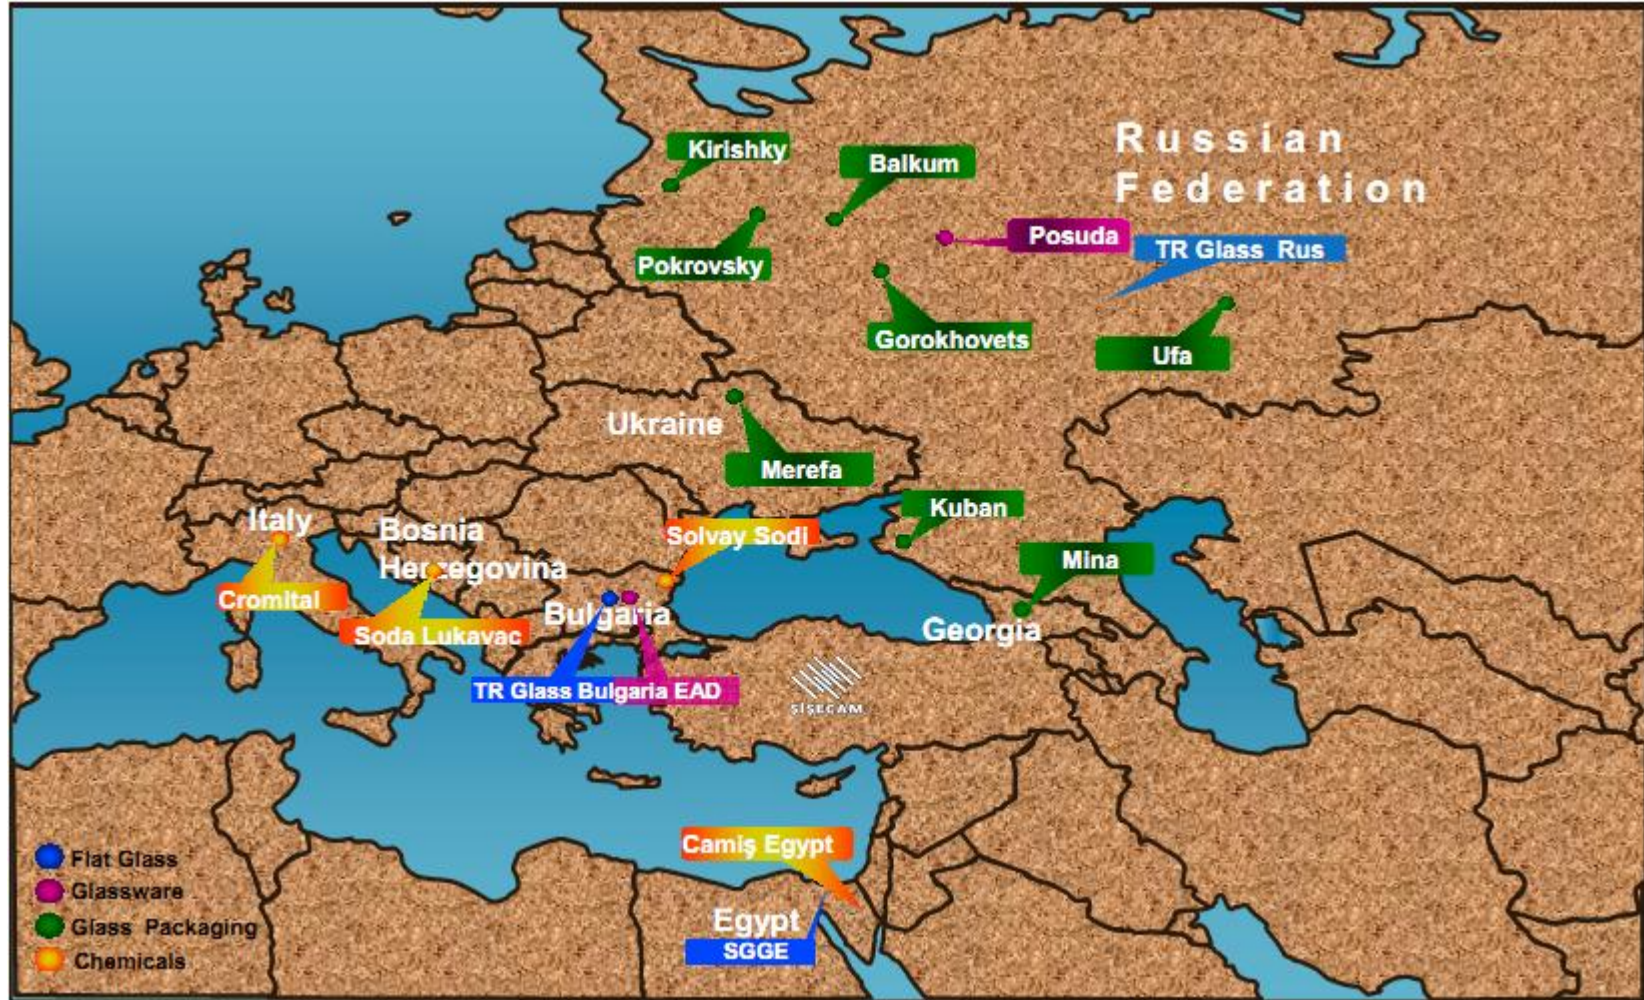 Kirishky
Balkum
Russian
Federation
Posuda
TR Glass Rus
Pokrovsky
Gorokhovets
Ufa
Ukraine
Merefa
Kuban
Italy
Bosnia
Herzegovina
Solvay Sodi
Mina
Cromital
Soda Lukavac
Bulgaria
Georgia
TR Glass Bulgaria EAD
ŞİŞECAM
Camiş Egypt
Egypt
SGGE
Flat Glass
Glassware
Glass Packaging
Chemicals